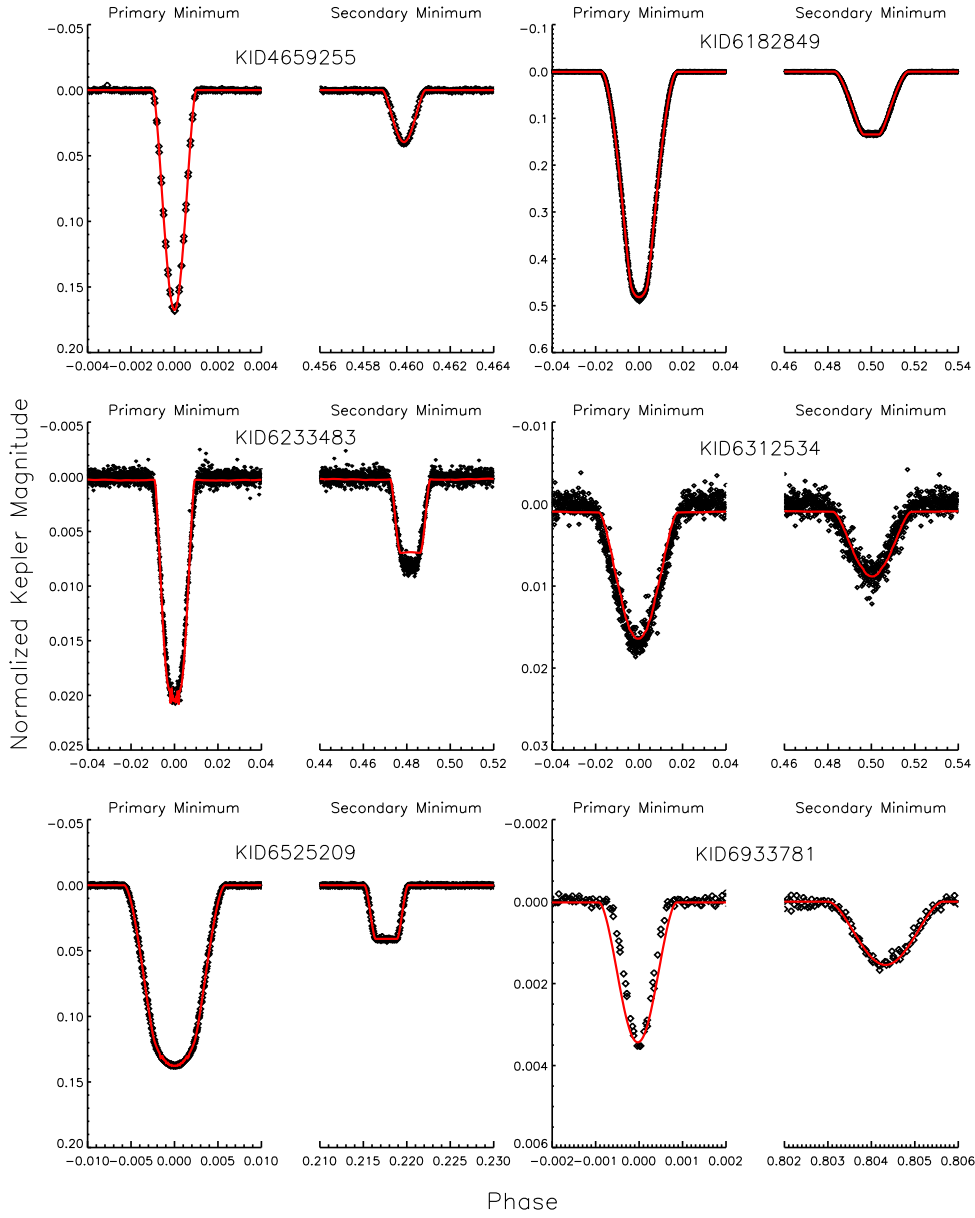 Primary Minimum Secondary Minimum Primary Minimum Secondary Minimum
KID4659255 KID6182849
−0.05 0.00 0.05 0.10 0.15 0.20
−0.1 0.0 0.1 0.2 0.3 0.4 0.5 0.6
−0.004 −0.002 0.000 0.002 0.004 0.456 0.458 0.460 0.462 0.464
−0.04 −0.02 0.00 0.02 0.04 0.46 0.48 0.50 0.52 0.54
Primary Minimum Secondary Minimum Primary Minimum Secondary Minimum
KID6233483 KID6312534
−0.005 0.000 0.005 0.010 0.015 0.020 0.025
−0.01 0.00 0.01 0.02 0.03
−0.04 −0.02 0.00 0.02 0.04 0.44 0.46 0.48 0.50 0.52
−0.04 −0.02 0.00 0.02 0.04 0.46 0.48 0.50 0.52 0.54
Normalized Kepler Magnitude
Primary Minimum Secondary Minimum Primary Minimum Secondary Minimum
KID6525209 KID6933781
−0.05 0.00 0.05 0.10 0.15 0.20
−0.002 0.000 0.002 0.004 0.006
−0.010 −0.005 0.000 0.005 0.010 0.210 0.215 0.220 0.225 0.230
−0.002 −0.001 0.000 0.001 0.002 0.802 0.803 0.804 0.805 0.806
Phase